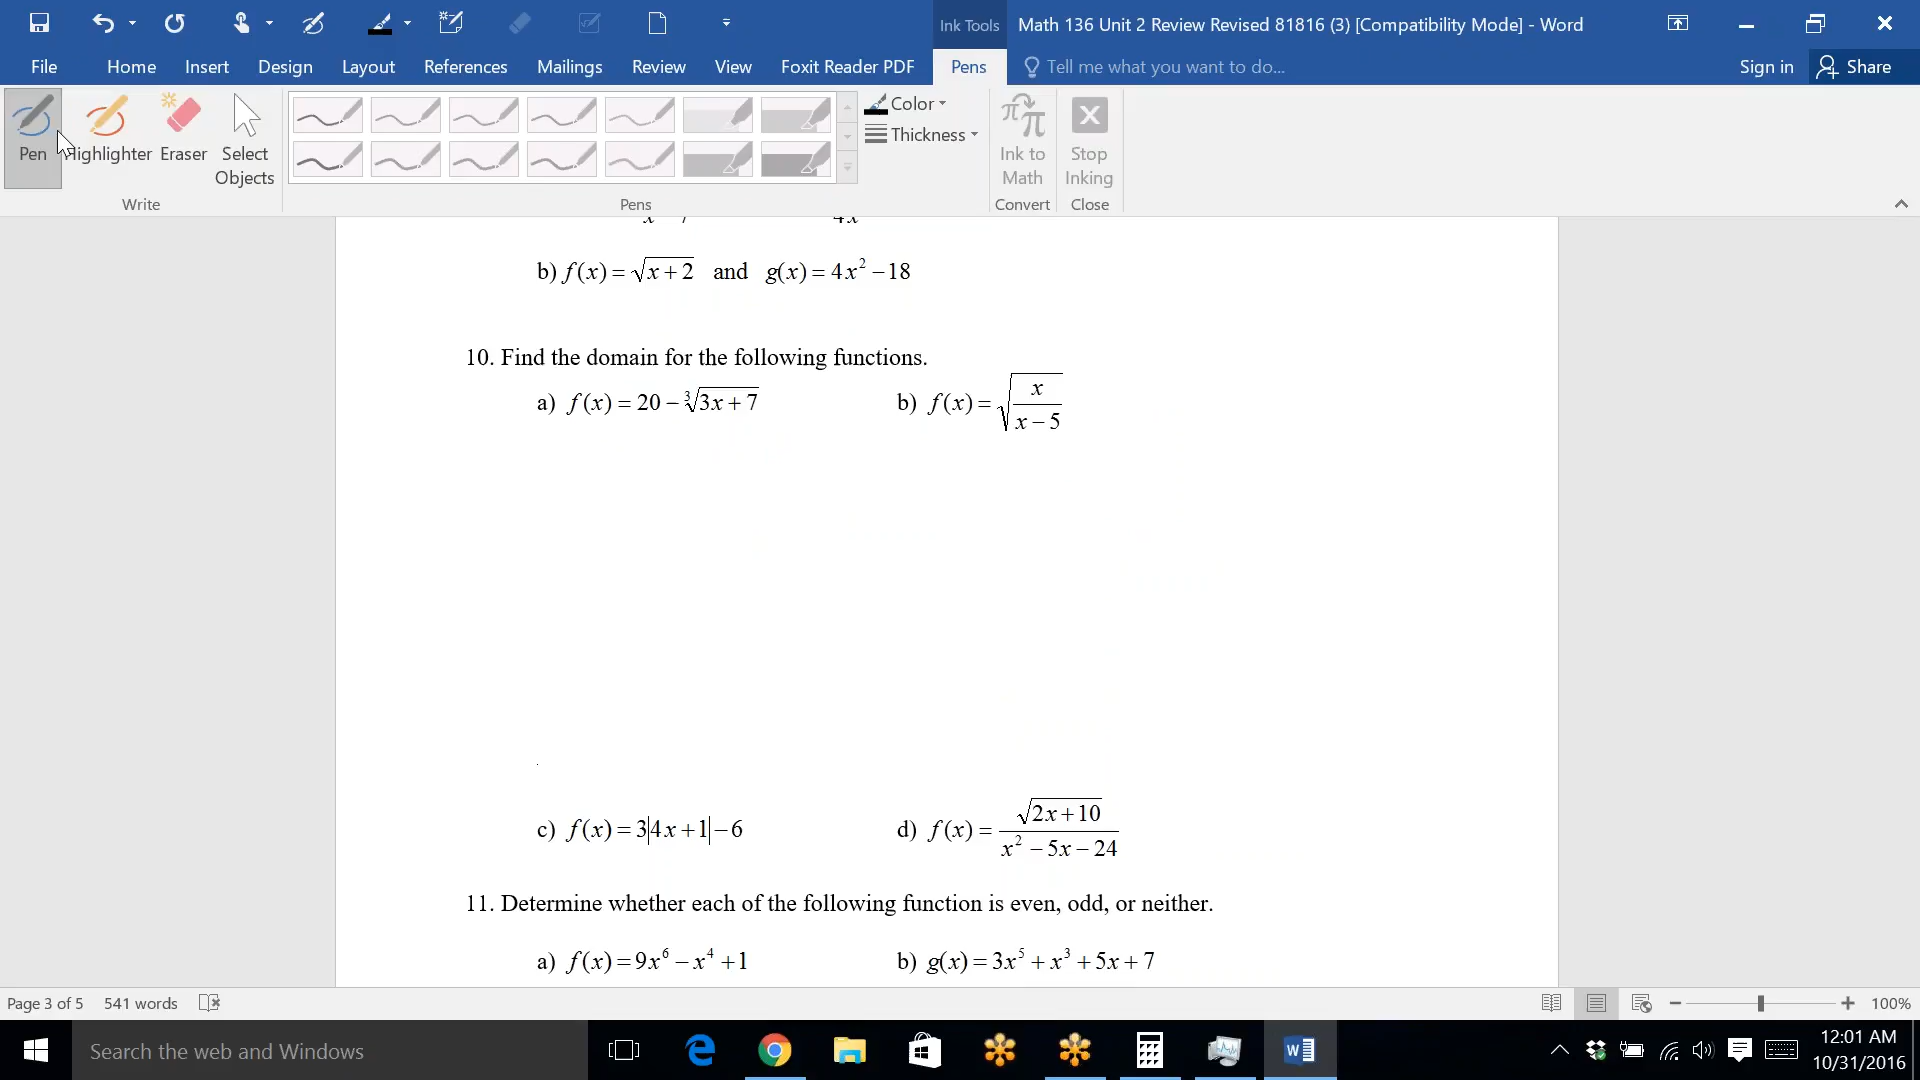 Ink Tools
Math 136 Unit 2 Review Revised 81816 (3) [Compatibility Mode] - Word
File Home Insert Design Layout References Mailings Review View Foxit Reader PDF Pens Tell me what you want to do... Sign in Share
Pen Highlighter Eraser Select Objects
Color
Thickness
Ink to Math
Stop Inking
Write Pens Convert Close
b) f(x) = √(x + 2) and g(x) = 4x² − 18
10. Find the domain for the following functions.
a) f(x) = 20 − ∛(3x + 7) b) f(x) = √(x / (x − 5))
c) f(x) = 3|4x + 1| − 6 d) f(x) = √(2x + 10) / (x² − 5x − 24)
11. Determine whether each of the following function is even, odd, or neither.
a) f(x) = 9x⁶ − x⁴ + 1 b) g(x) = 3x⁵ + x³ + 5x + 7
Page 3 of 5 541 words 100%
Search the web and Windows
12:01 AM
10/31/2016